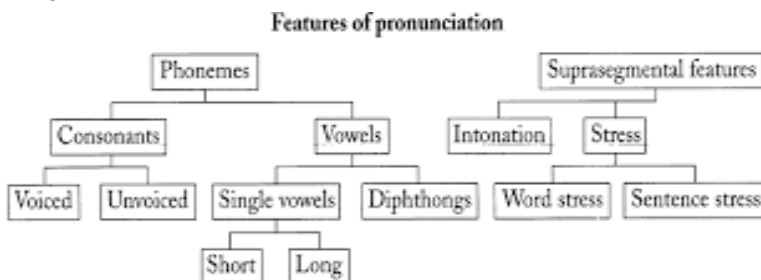 Features of pronunciation
Phonemes Suprasegmental features
Consonants Vowels Intonation Stress
Voiced Unvoiced Single vowels Diphthongs Word stress Sentence stress
Short Long